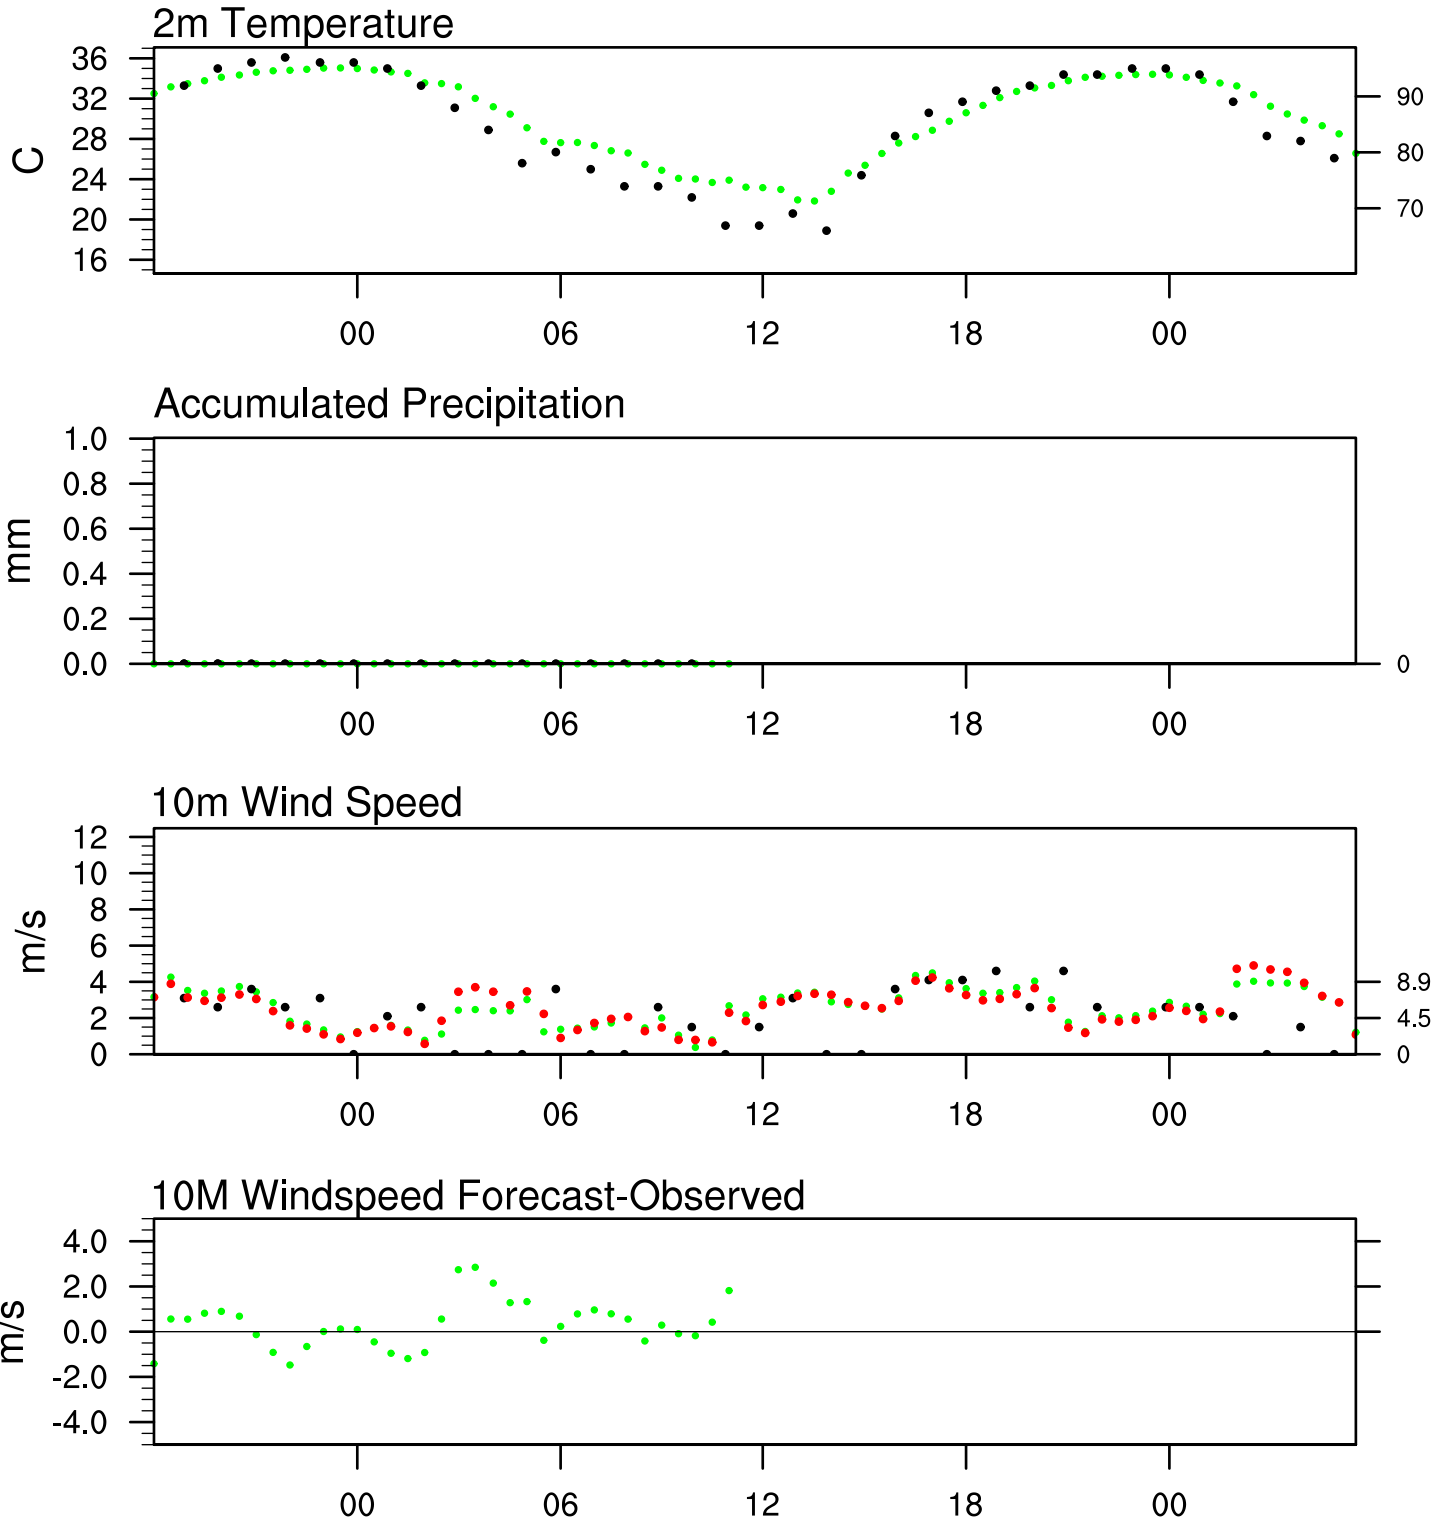 2m Temperature
36
32
28
24
20
16
C
90
80
70
00 06 12 18 00
Accumulated Precipitation
1.0
0.8
0.6
0.4
0.2
0.0
mm
0
00 06 12 18 00
10m Wind Speed
12
10
8
6
4
2
0
m/s
8.9
4.5
0
00 06 12 18 00
10M Windspeed Forecast-Observed
4.0
2.0
0.0
-2.0
-4.0
m/s
00 06 12 18 00